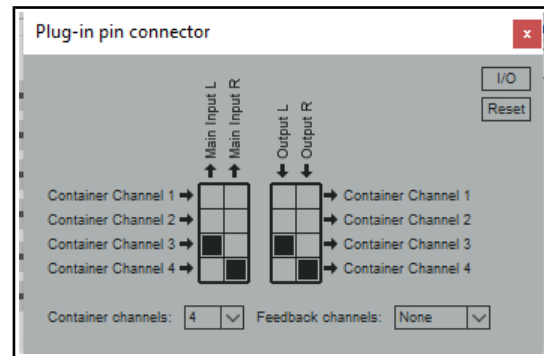 Plug-in pin connector
x
I/O
Reset
Main Input L
Main Input R
Output L
Output R
Container Channel 1
Container Channel 1
Container Channel 2
Container Channel 2
Container Channel 3
Container Channel 3
Container Channel 4
Container Channel 4
Container channels: 4 Feedback channels: None